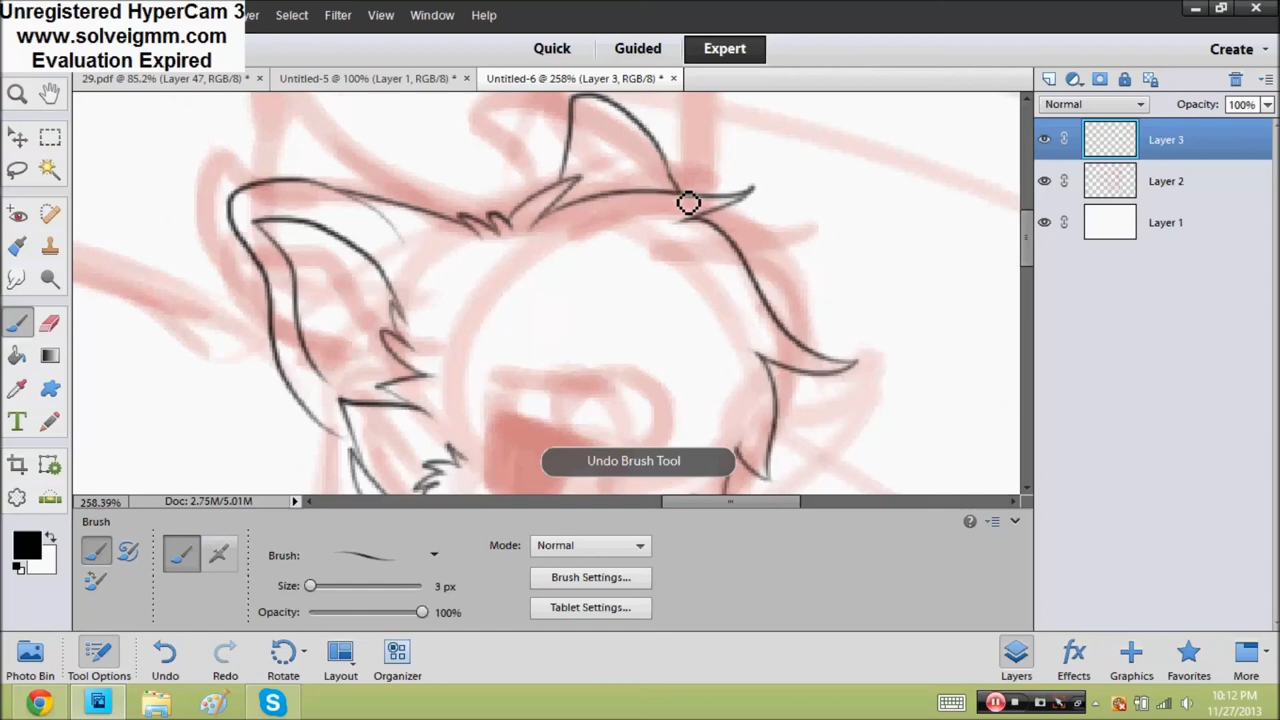 Unregistered HyperCam 3
www.solveigmm.com
Evaluation Expired
Select Filter View Window Help
Quick Guided Expert Create
29.pdf @ 85.2% (Layer 47, RGB/8) * × Untitled-5 @ 100% (Layer 1, RGB/8) * × Untitled-6 @ 258% (Layer 3, RGB/8) * ×
Normal Opacity: 100%
Layer 3
Layer 2
Layer 1
Undo Brush Tool
258.39% Doc: 2.75M/5.01M
Brush
Brush: Mode: Normal
Size: 3 px Brush Settings...
Opacity: 100% Tablet Settings...
Photo Bin Tool Options Undo Redo Rotate Layout Organizer Layers Effects Graphics Favorites More
10:12 PM
11/27/2013